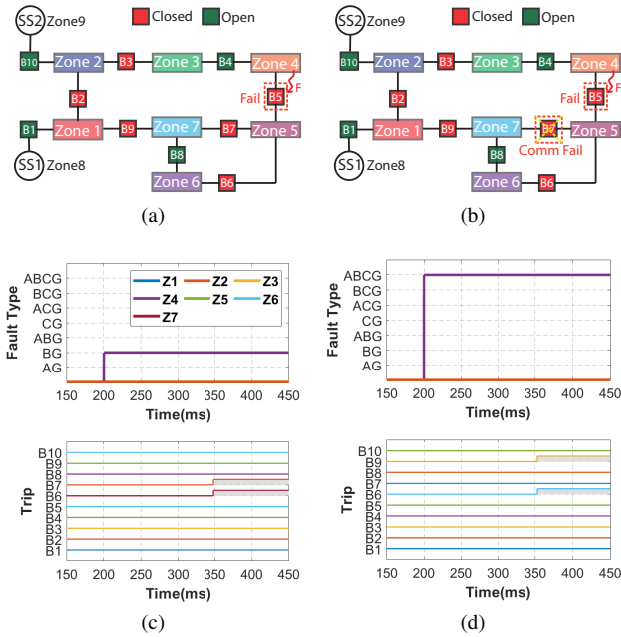 SS2 Zone9 Closed Open
B10 Zone 2 B3 Zone 3 B4 Zone 4
B2 Fail B5 F
B1 Zone 1 B9 Zone 7 B7 Zone 5
B8
SS1 Zone8
Zone 6 B6
(a)
SS2 Zone9 Closed Open
B10 Zone 2 B3 Zone 3 B4 Zone 4
B2 Fail B5 F
B1 Zone 1 B9 Zone 7 B7 Zone 5
B8 Comm Fail
SS1 Zone8
Zone 6 B6
(b)
Fault Type
ABCG
BCG
ACG
CG
ABG
BG
AG
Z1 Z2 Z3
Z4 Z5 Z6
Z7
150 200 250 300 350 400 450
Time(ms)
Fault Type
ABCG
BCG
ACG
CG
ABG
BG
AG
150 200 250 300 350 400 450
Time(ms)
Trip
B10
B9
B8
B7
B6
B5
B4
B3
B2
B1
150 200 250 300 350 400 450
Time(ms)
(c)
Trip
B10
B9
B8
B7
B6
B5
B4
B3
B2
B1
150 200 250 300 350 400 450
Time(ms)
(d)